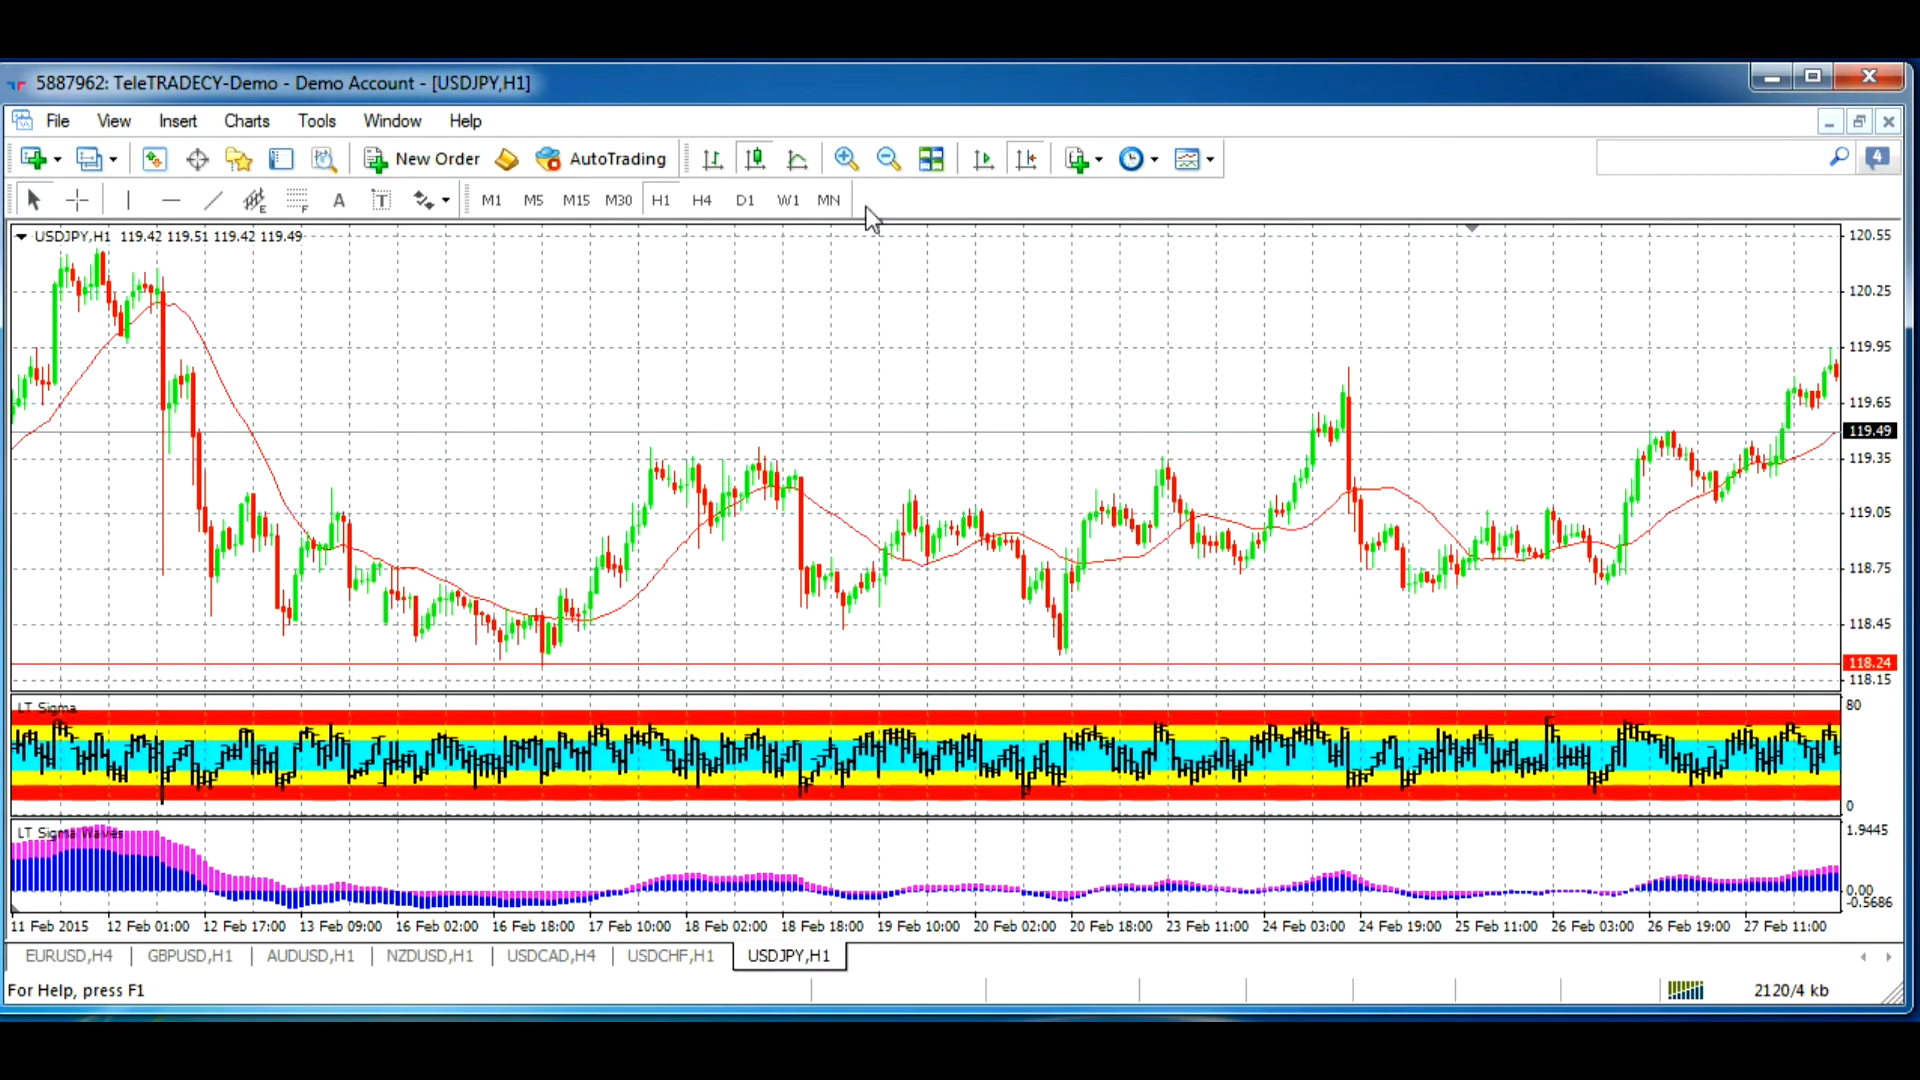 5887962: TeleTRADECY-Demo - Demo Account - [USDJPY,H1]
File View Insert Charts Tools Window Help
New Order AutoTrading 4
E F A T M1 M5 M15 M30 H1 H4 D1 W1 MN
USDJPY,H1 119.42 119.51 119.42 119.49
120.55
120.25
119.95
119.65
119.49
119.35
119.05
118.75
118.45
118.24
118.15
LT Sigma
80
0
LT Sigma Waves
1.9445
0.00
-0.5686
11 Feb 2015 12 Feb 01:00 12 Feb 17:00 13 Feb 09:00 16 Feb 02:00 16 Feb 18:00 17 Feb 10:00 18 Feb 02:00 18 Feb 18:00 19 Feb 10:00 20 Feb 02:00 20 Feb 18:00 23 Feb 11:00 24 Feb 03:00 24 Feb 19:00 25 Feb 11:00 26 Feb 03:00 26 Feb 19:00 27 Feb 11:00
EURUSD,H4 GBPUSD,H1 AUDUSD,H1 NZDUSD,H1 USDCAD,H4 USDCHF,H1 USDJPY,H1
For Help, press F1 2120/4 kb